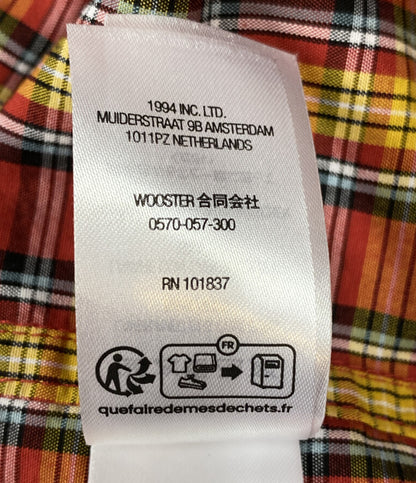 1994 INC. LTD.
MUIDERSTRAAT 9B AMSTERDAM
1011PZ NETHERLANDS
WOOSTER 合同会社
0570-057-300
RN 101837
FR
quefairedemesdechets.fr